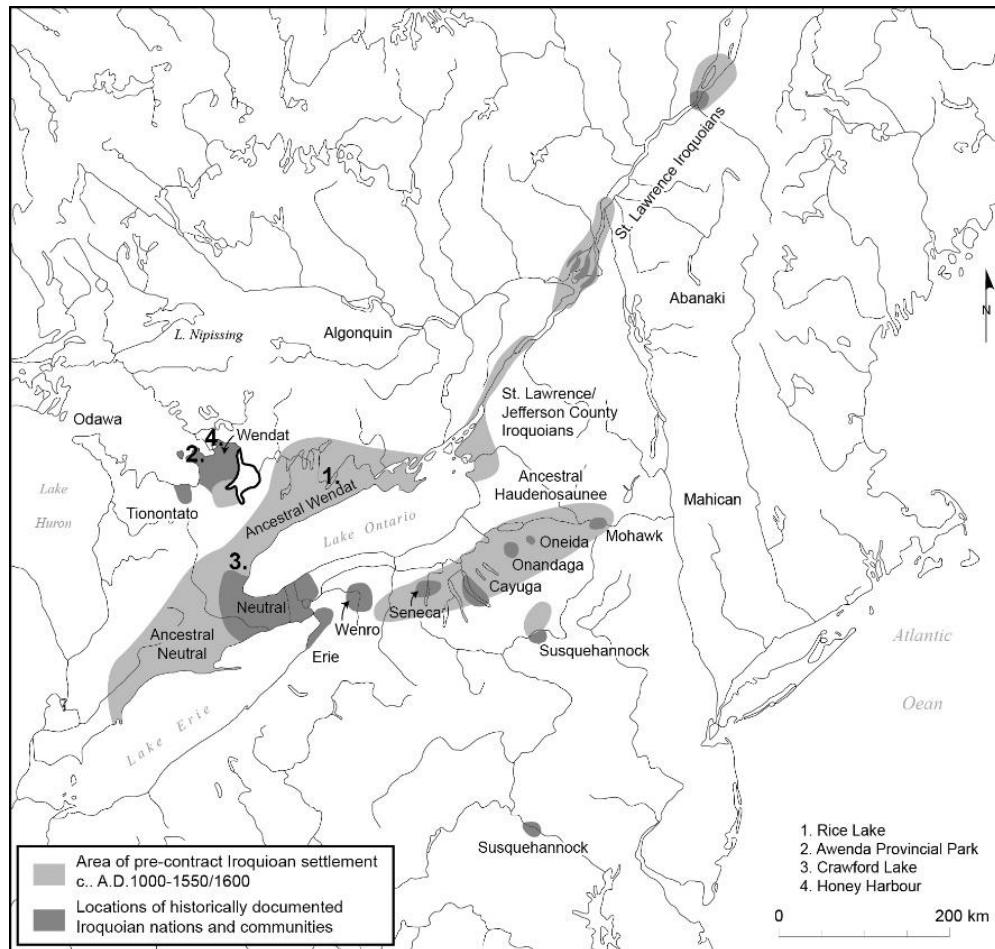 St. Lawrence Iroquoians
Abanaki
N
Algonquin
L. Nipissing
St. Lawrence/
Jefferson County
Iroquoians
Odawa
4.
Wendat
2.
1.
Ancestral Wendat
Lake
Huron
Tionontato
Ancestral
Haudenosaunee
Mahican
Lake Ontario
Mohawk
Oneida
Onandaga
3.
Cayuga
Neutral
Seneca
Wenro
Ancestral
Neutral
Erie
Susquehannock
Atlantic
Ocean
Lake Erie
Susquehannock
1. Rice Lake
2. Awenda Provincial Park
3. Crawford Lake
4. Honey Harbour
Area of pre-contract Iroquoian settlement
c.. A.D.1000-1550/1600
Locations of historically documented
Iroquoian nations and communities
0 200 km